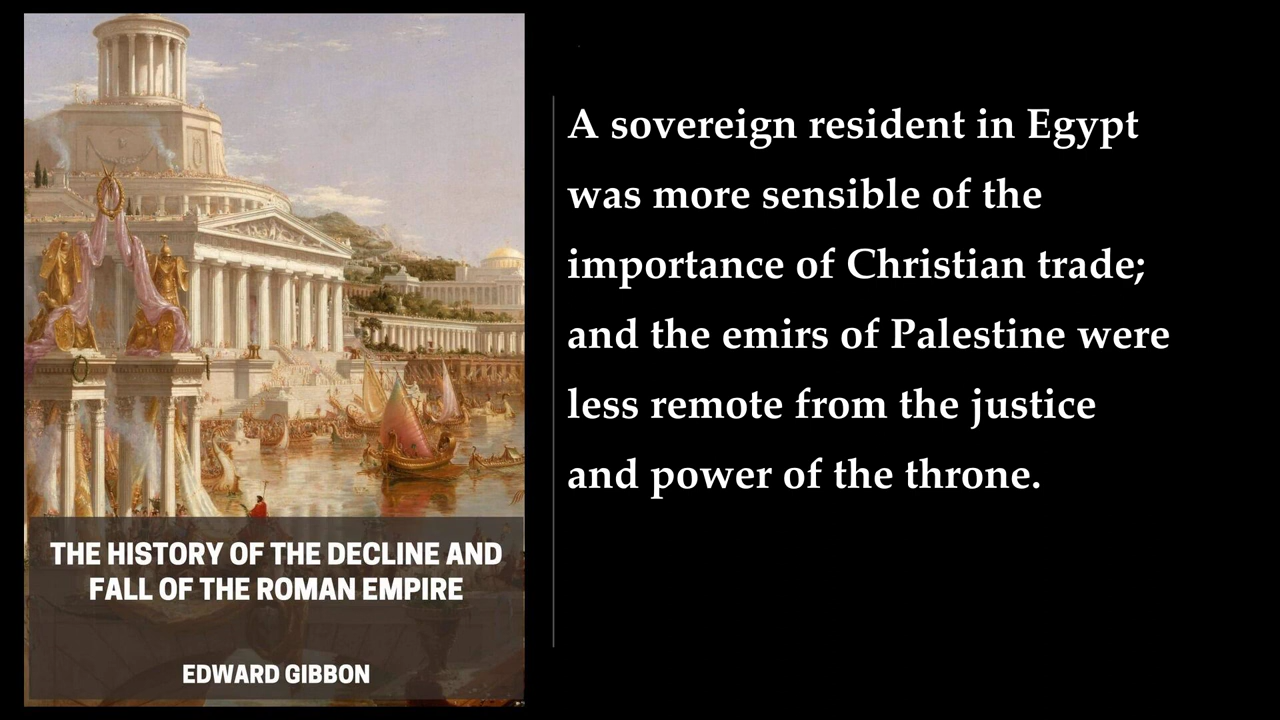 THE HISTORY OF THE DECLINE AND
FALL OF THE ROMAN EMPIRE
EDWARD GIBBON
A sovereign resident in Egypt
was more sensible of the
importance of Christian trade;
and the emirs of Palestine were
less remote from the justice
and power of the throne.